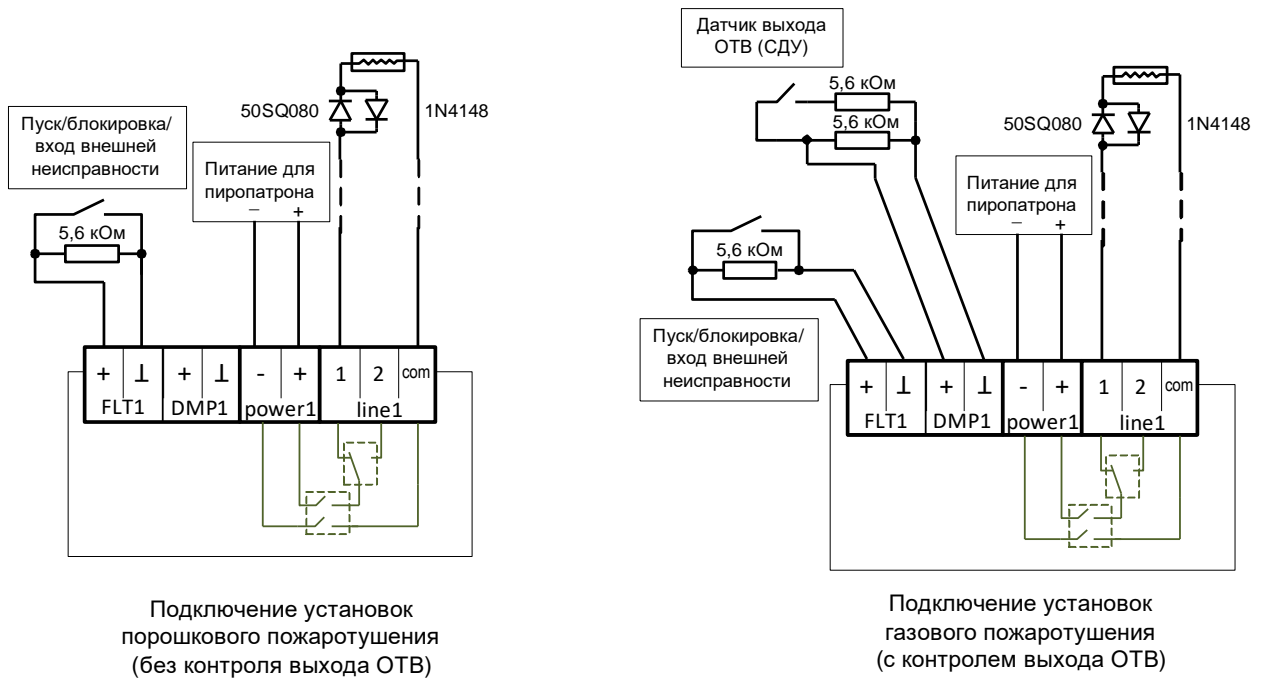 50SQ080
1N4148
Пуск/блокировка/
вход внешней
неисправности
Питание для
пиропатрона
– +
5,6 кОм
+ ⊥ + ⊥ - + 1 2 com
FLT1 DMP1 power1 line1
Подключение установок
порошкового пожаротушения
(без контроля выхода ОТВ)
Датчик выхода
ОТВ (СДУ)
5,6 кОм
5,6 кОм
50SQ080
1N4148
Питание для
пиропатрона
– +
5,6 кОм
Пуск/блокировка/
вход внешней
неисправности
+ ⊥ + ⊥ - + 1 2 com
FLT1 DMP1 power1 line1
Подключение установок
газового пожаротушения
(с контролем выхода ОТВ)